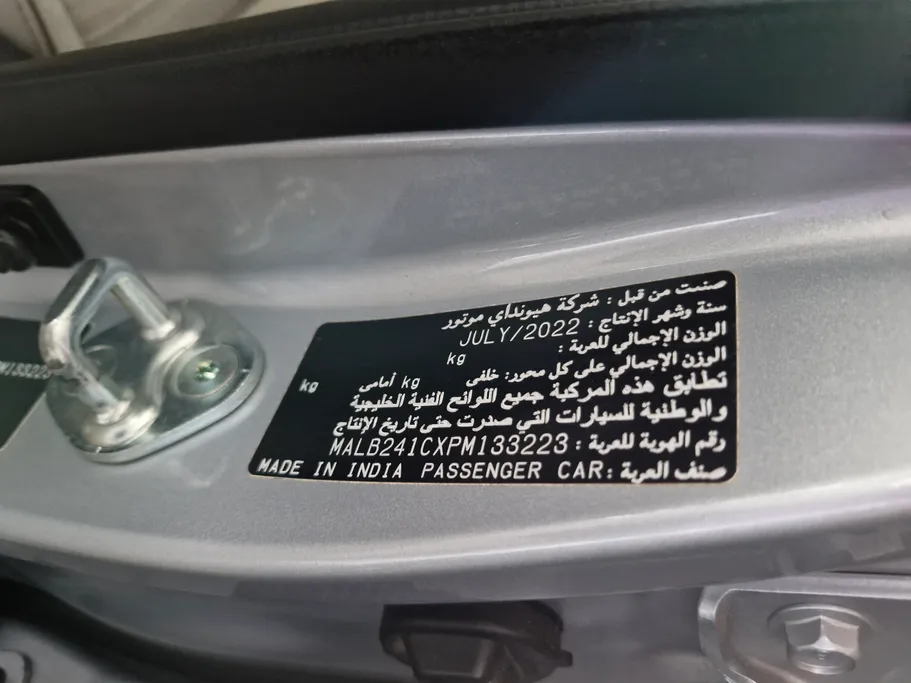 صنعت من قبل : شركة هيونداي موتور
سنة وشهر الإنتاج : JULY/2022
الوزن الإجمالي للعربة : kg
الوزن الإجمالي على كل محور: خلفى kg أمامى kg
تطابق هذه المركبة جميع اللوائح الفنية الخليجية
والوطنية للسيارات التي صدرت حتى تاريخ الإنتاج
رقم الهوية للعربة : MALB241CXPM133223
صنف العربة : PASSENGER CAR MADE IN INDIA